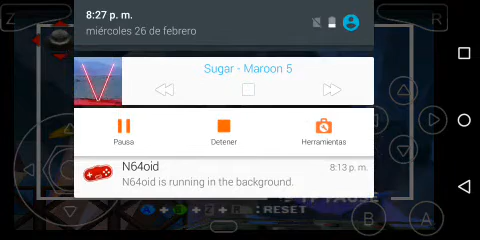 Z
R
8:27 p. m.
miércoles 26 de febrero
Sugar - Maroon 5
Pausa
Detener
Herramientas
N64oid
8:13 p. m.
N64oid is running in the background.
A + B + Z + R :RESET
B
A